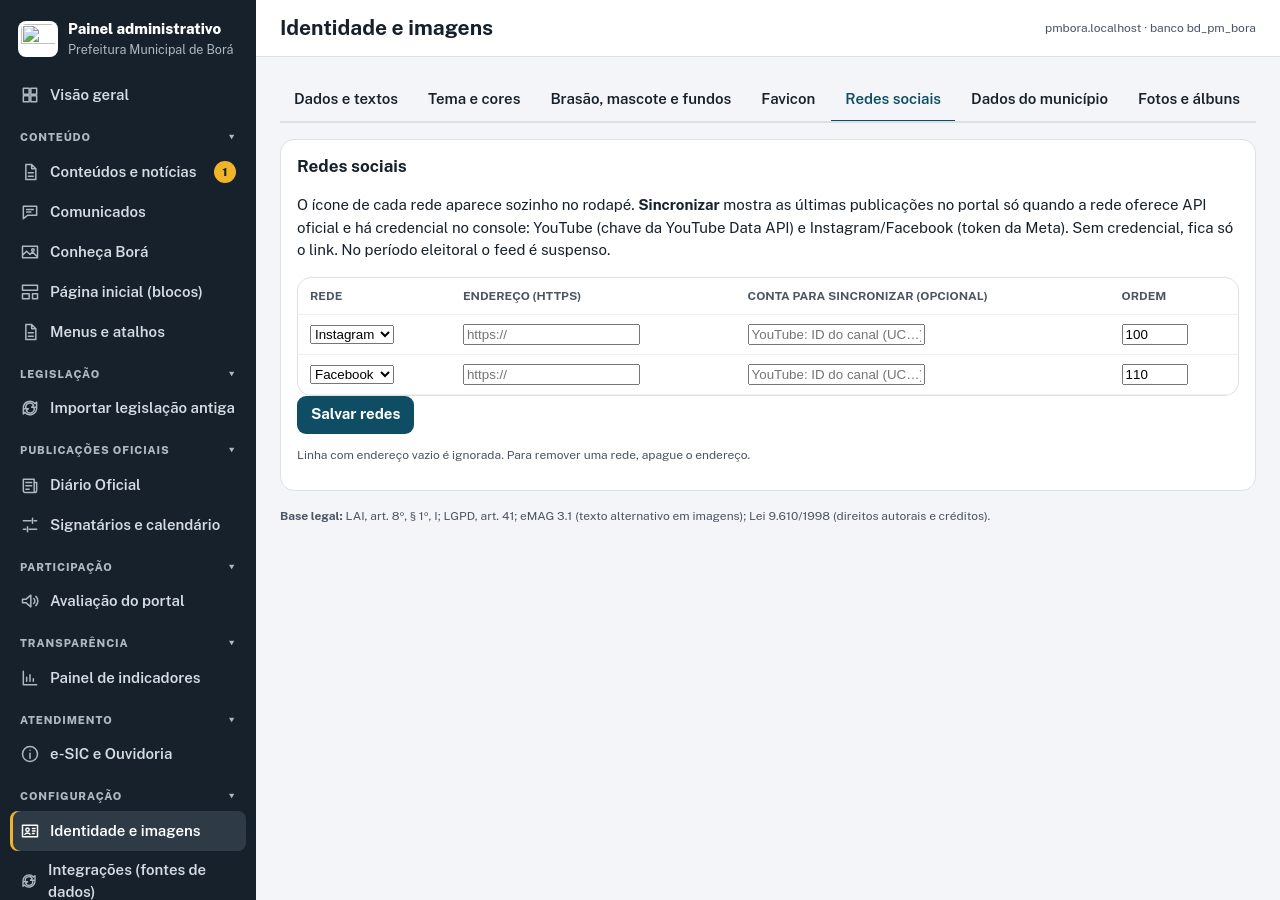 Painel administrativo
Prefeitura Municipal de Borá
Visão geral
CONTEÚDO
Conteúdos e notícias 1
Comunicados
Conheça Borá
Página inicial (blocos)
Menus e atalhos
LEGISLAÇÃO
Importar legislação antiga
PUBLICAÇÕES OFICIAIS
Diário Oficial
Signatários e calendário
PARTICIPAÇÃO
Avaliação do portal
TRANSPARÊNCIA
Painel de indicadores
ATENDIMENTO
e-SIC e Ouvidoria
CONFIGURAÇÃO
Identidade e imagens
Integrações (fontes de
dados)
Identidade e imagens
pmbora.localhost · banco bd_pm_bora
Dados e textos Tema e cores Brasão, mascote e fundos Favicon Redes sociais Dados do município Fotos e álbuns
Redes sociais
O ícone de cada rede aparece sozinho no rodapé. Sincronizar mostra as últimas publicações no portal só quando a rede oferece API
oficial e há credencial no console: YouTube (chave da YouTube Data API) e Instagram/Facebook (token da Meta). Sem credencial, fica só
o link. No período eleitoral o feed é suspenso.
REDE ENDEREÇO (HTTPS) CONTA PARA SINCRONIZAR (OPCIONAL) ORDEM
Instagram https:// YouTube: ID do canal (UC…) 100
Facebook https:// YouTube: ID do canal (UC…) 110
Salvar redes
Linha com endereço vazio é ignorada. Para remover uma rede, apague o endereço.
Base legal: LAI, art. 8º, § 1º, I; LGPD, art. 41; eMAG 3.1 (texto alternativo em imagens); Lei 9.610/1998 (direitos autorais e créditos).